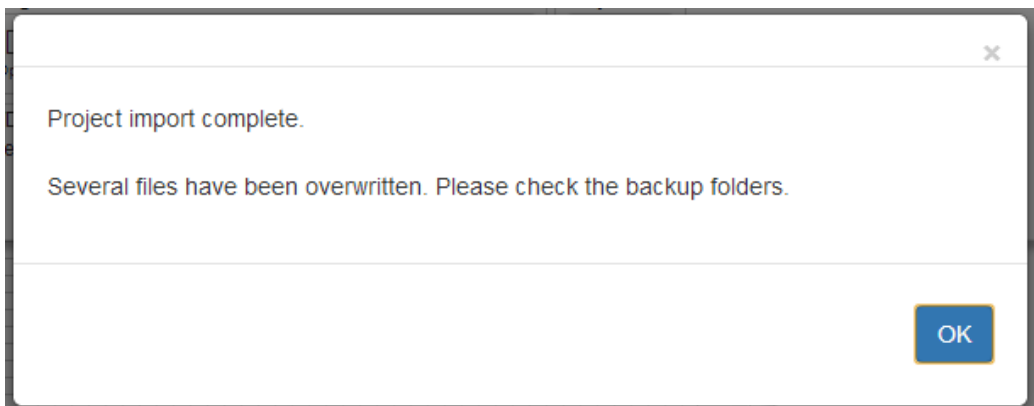 ×
Project import complete.
Several files have been overwritten. Please check the backup folders.
OK